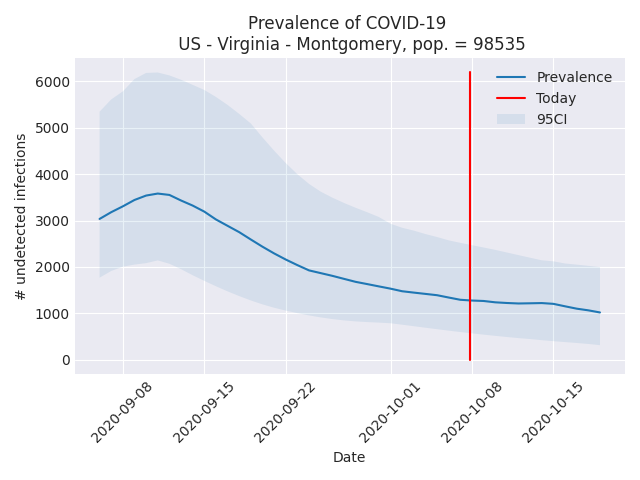 Prevalence of COVID-19
US - Virginia - Montgomery, pop. = 98535
Prevalence
Today
95CI
# undetected infections
6000
5000
4000
3000
2000
1000
0
2020-09-08
2020-09-15
2020-09-22
2020-10-01
2020-10-08
2020-10-15
Date